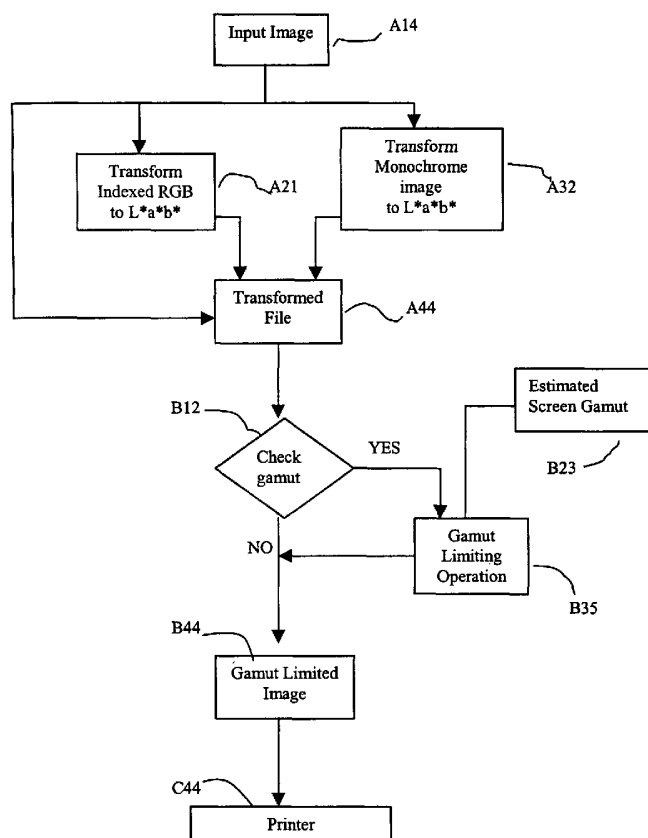 Input Image
A14
Transform
Indexed RGB
to L*a*b*
A21
Transform
Monochrome
image
to L*a*b*
A32
Transformed
File
A44
Estimated
Screen Gamut
B23
B12
Check
gamut
YES
NO
Gamut
Limiting
Operation
B35
B44
Gamut Limited
Image
C44
Printer